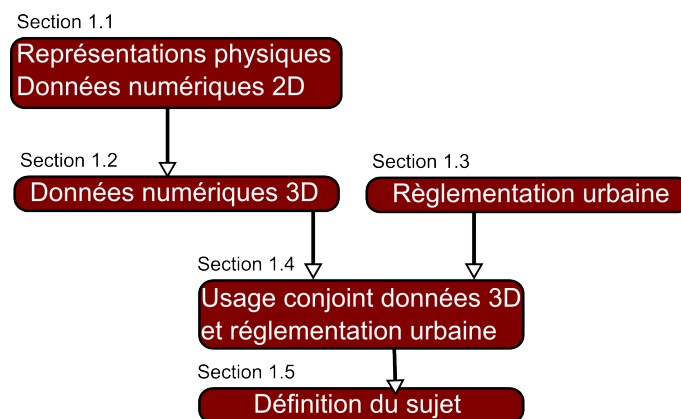 Section 1.1
Représentations physiques
Données numériques 2D
Section 1.2
Données numériques 3D
Section 1.3
Règlementation urbaine
Section 1.4
Usage conjoint données 3D
et réglementation urbaine
Section 1.5
Définition du sujet